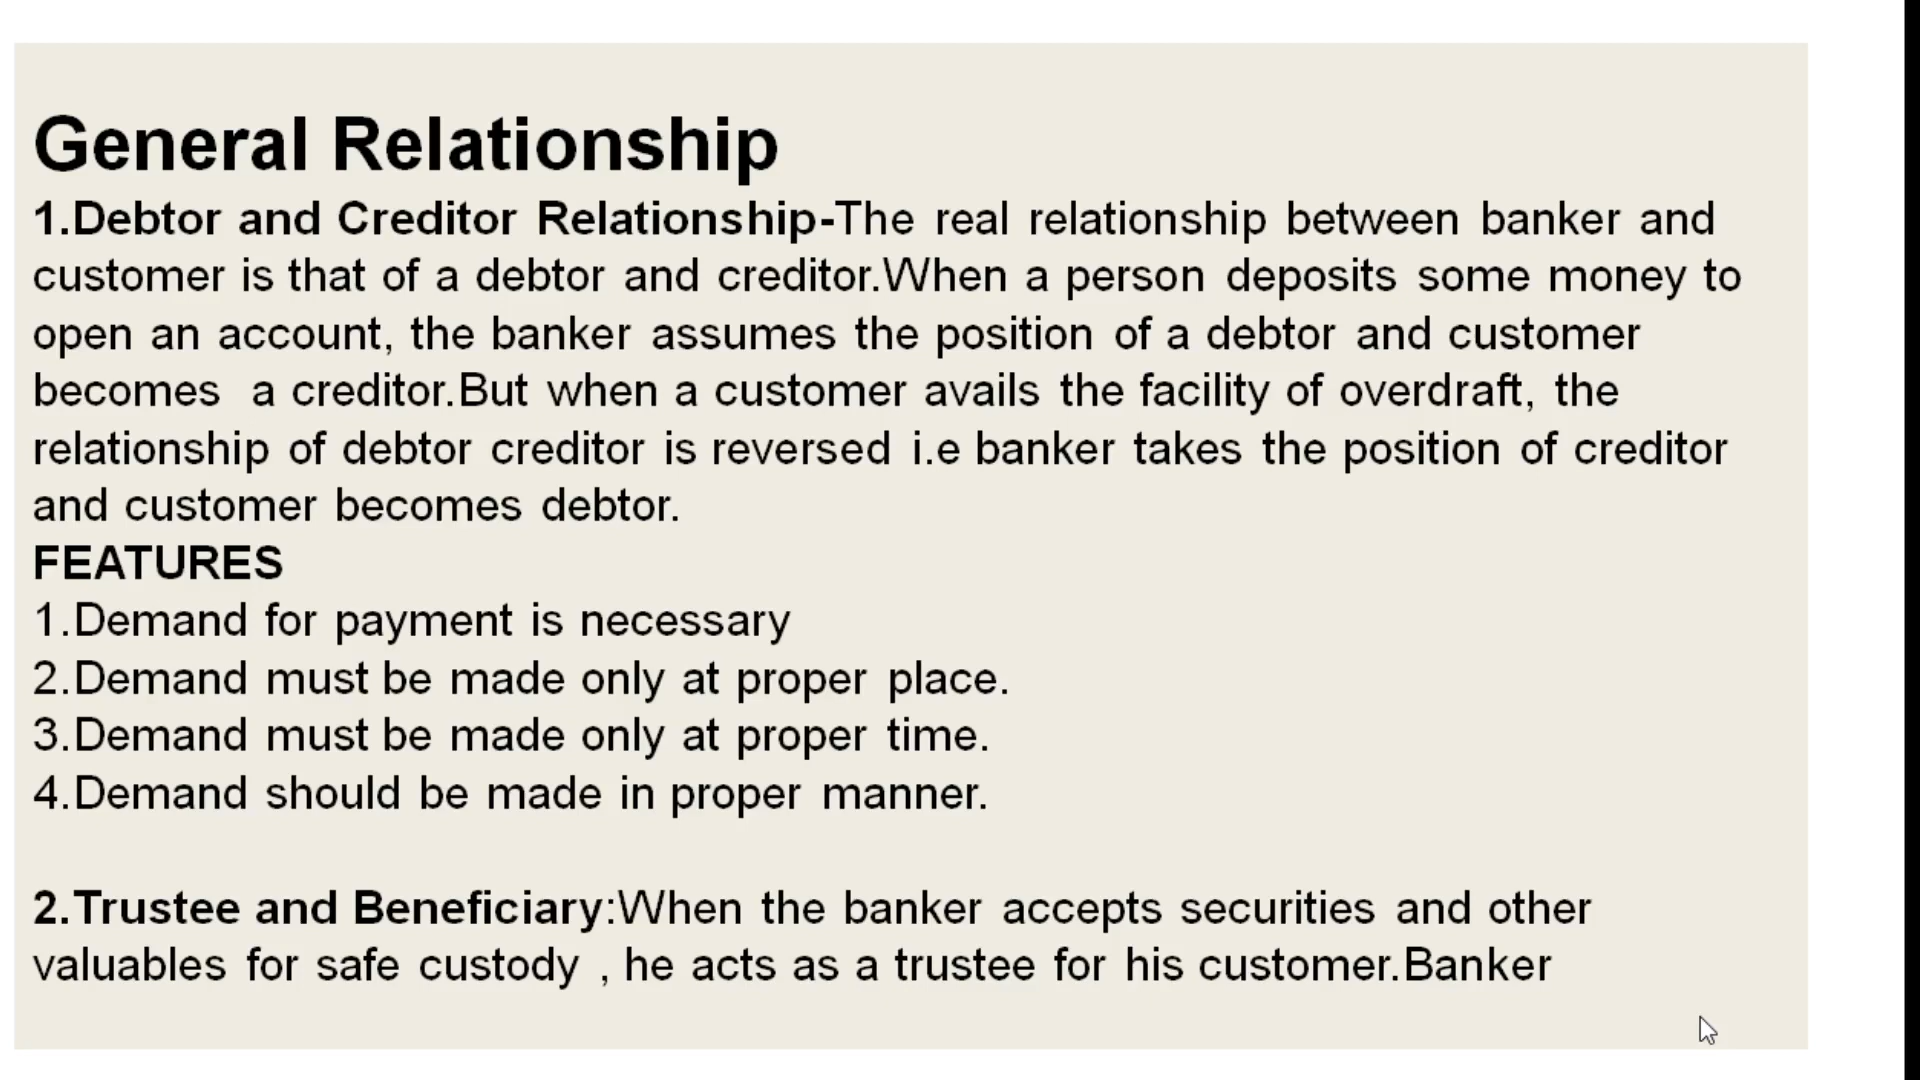 General Relationship
1.Debtor and Creditor Relationship-The real relationship between banker and
customer is that of a debtor and creditor.When a person deposits some money to
open an account, the banker assumes the position of a debtor and customer
becomes a creditor.But when a customer avails the facility of overdraft, the
relationship of debtor creditor is reversed i.e banker takes the position of creditor
and customer becomes debtor.
FEATURES
1.Demand for payment is necessary
2.Demand must be made only at proper place.
3.Demand must be made only at proper time.
4.Demand should be made in proper manner.
2.Trustee and Beneficiary:When the banker accepts securities and other
valuables for safe custody , he acts as a trustee for his customer.Banker